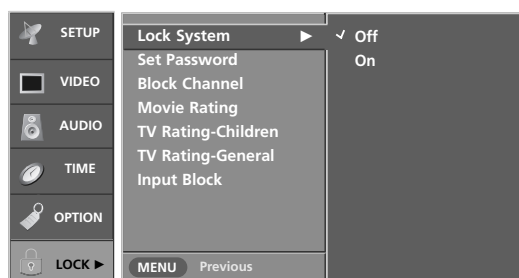 SETUP
VIDEO
AUDIO
TIME
OPTION
LOCK ►
Lock System ►
Set Password
Block Channel
Movie Rating
TV Rating-Children
TV Rating-General
Input Block
MENU Previous
✓ Off
On